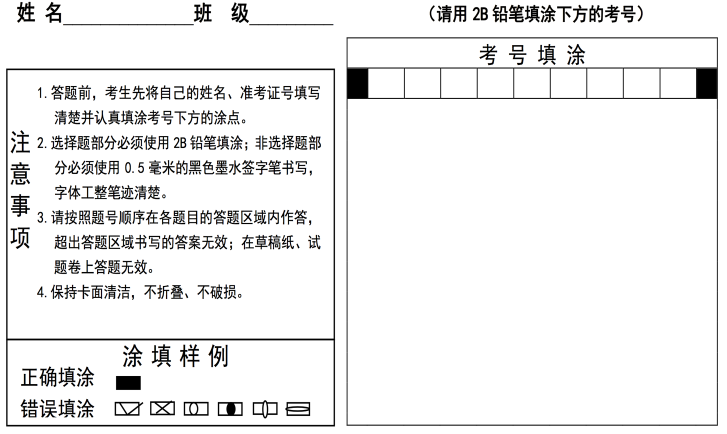 姓 名 班 级
（请用 2B 铅笔填涂下方的考号）
考 号 填 涂
注意事项
1. 答题前，考生先将自己的姓名、准考证号填写
清楚并认真填涂考号下方的涂点。
2. 选择题部分必须使用 2B 铅笔填涂；非选择题部
分必须使用 0.5 毫米的黑色墨水签字笔书写，
字体工整笔迹清楚。
3. 请按照题号顺序在各题目的答题区域内作答，
超出答题区域书写的答案无效；在草稿纸、试
题卷上答题无效。
4. 保持卡面清洁，不折叠、不破损。
涂 填 样 例
正确填涂
错误填涂